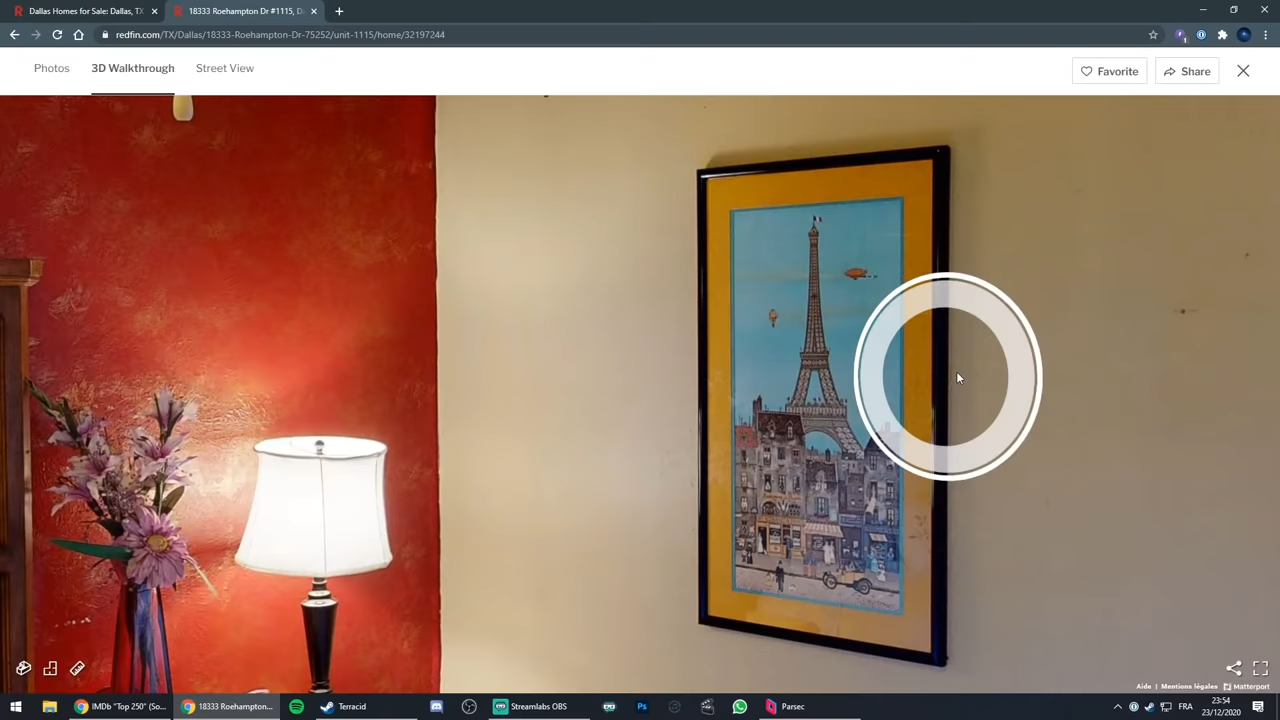 Dallas Homes for Sale: Dallas, TX
18333 Roehampton Dr #1115, D
redfin.com/TX/Dallas/18333-Roehampton-Dr-75252/unit-1115/home/32197244
Photos
3D Walkthrough
Street View
Favorite
Share
Aide | Mentions légales
Matterport
IMDb "Top 250" (So...
18333 Roehampton...
Terracid
Streamlabs OBS
Ps
Parsec
FRA
23:54
23/12/2020